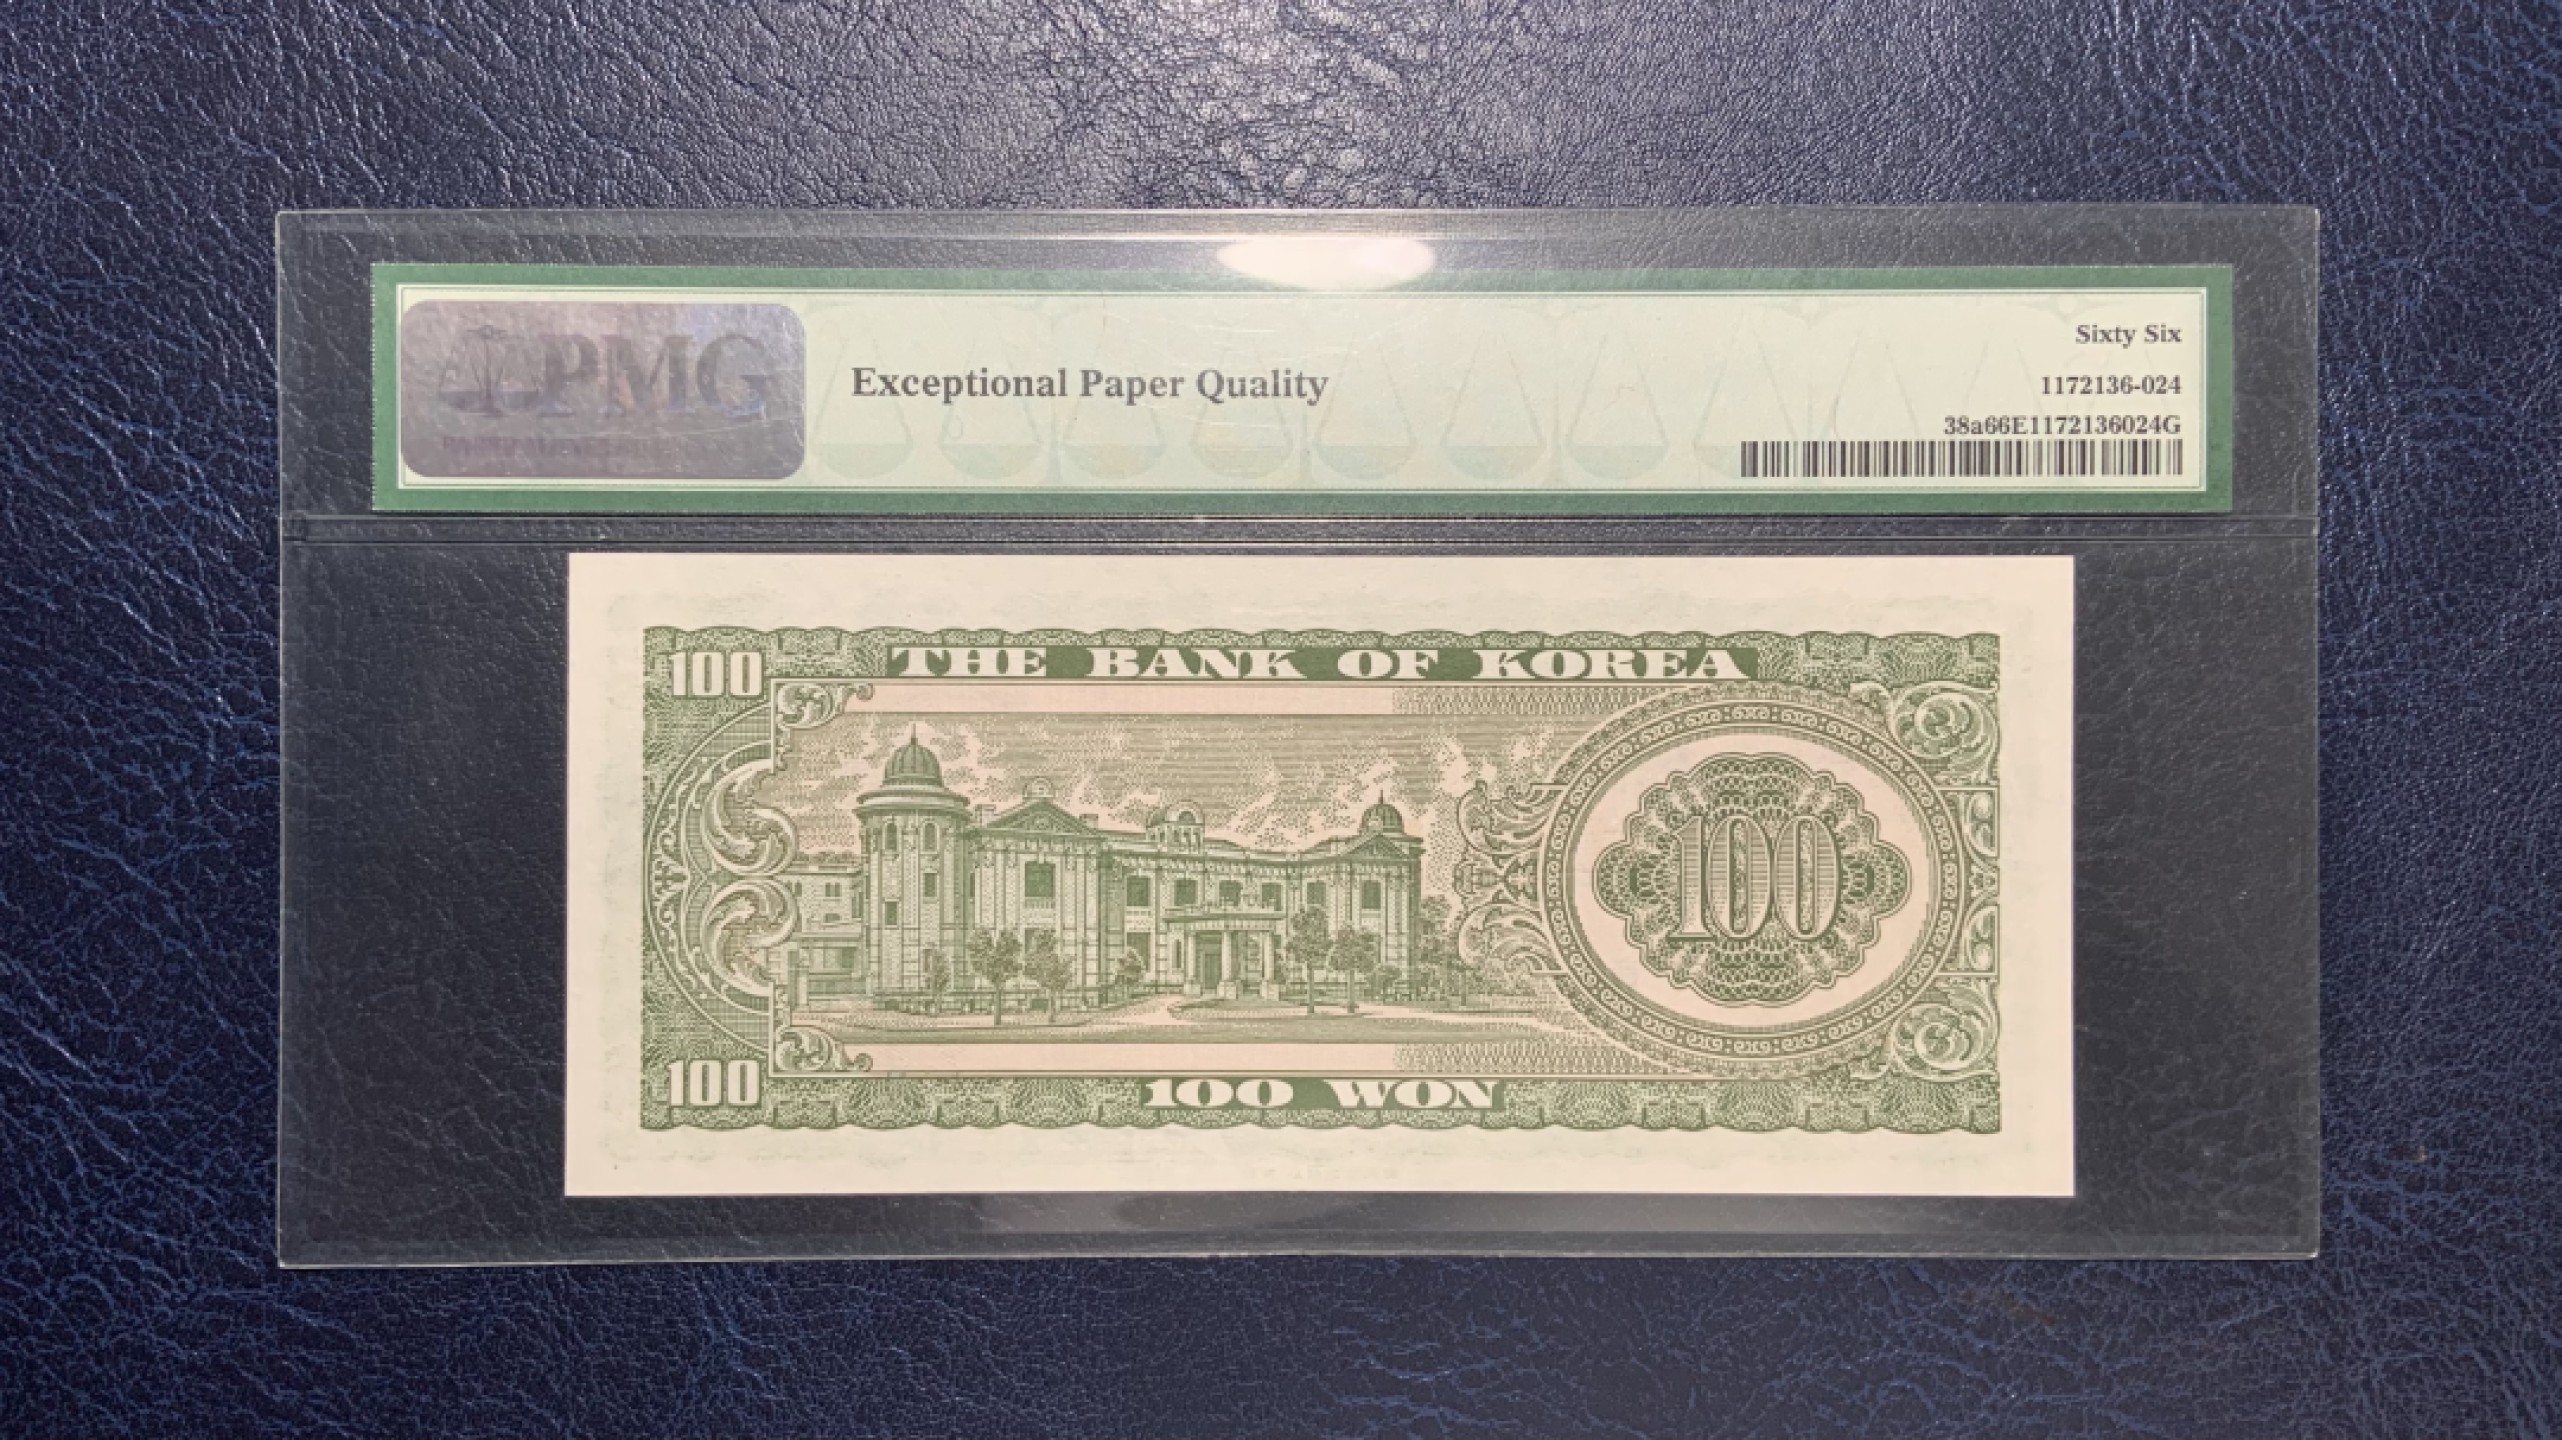 PMG
Exceptional Paper Quality
Sixty Six
1172136-024
38a66E1172136024G
100 THE BANK OF KOREA
100
100 100 WON